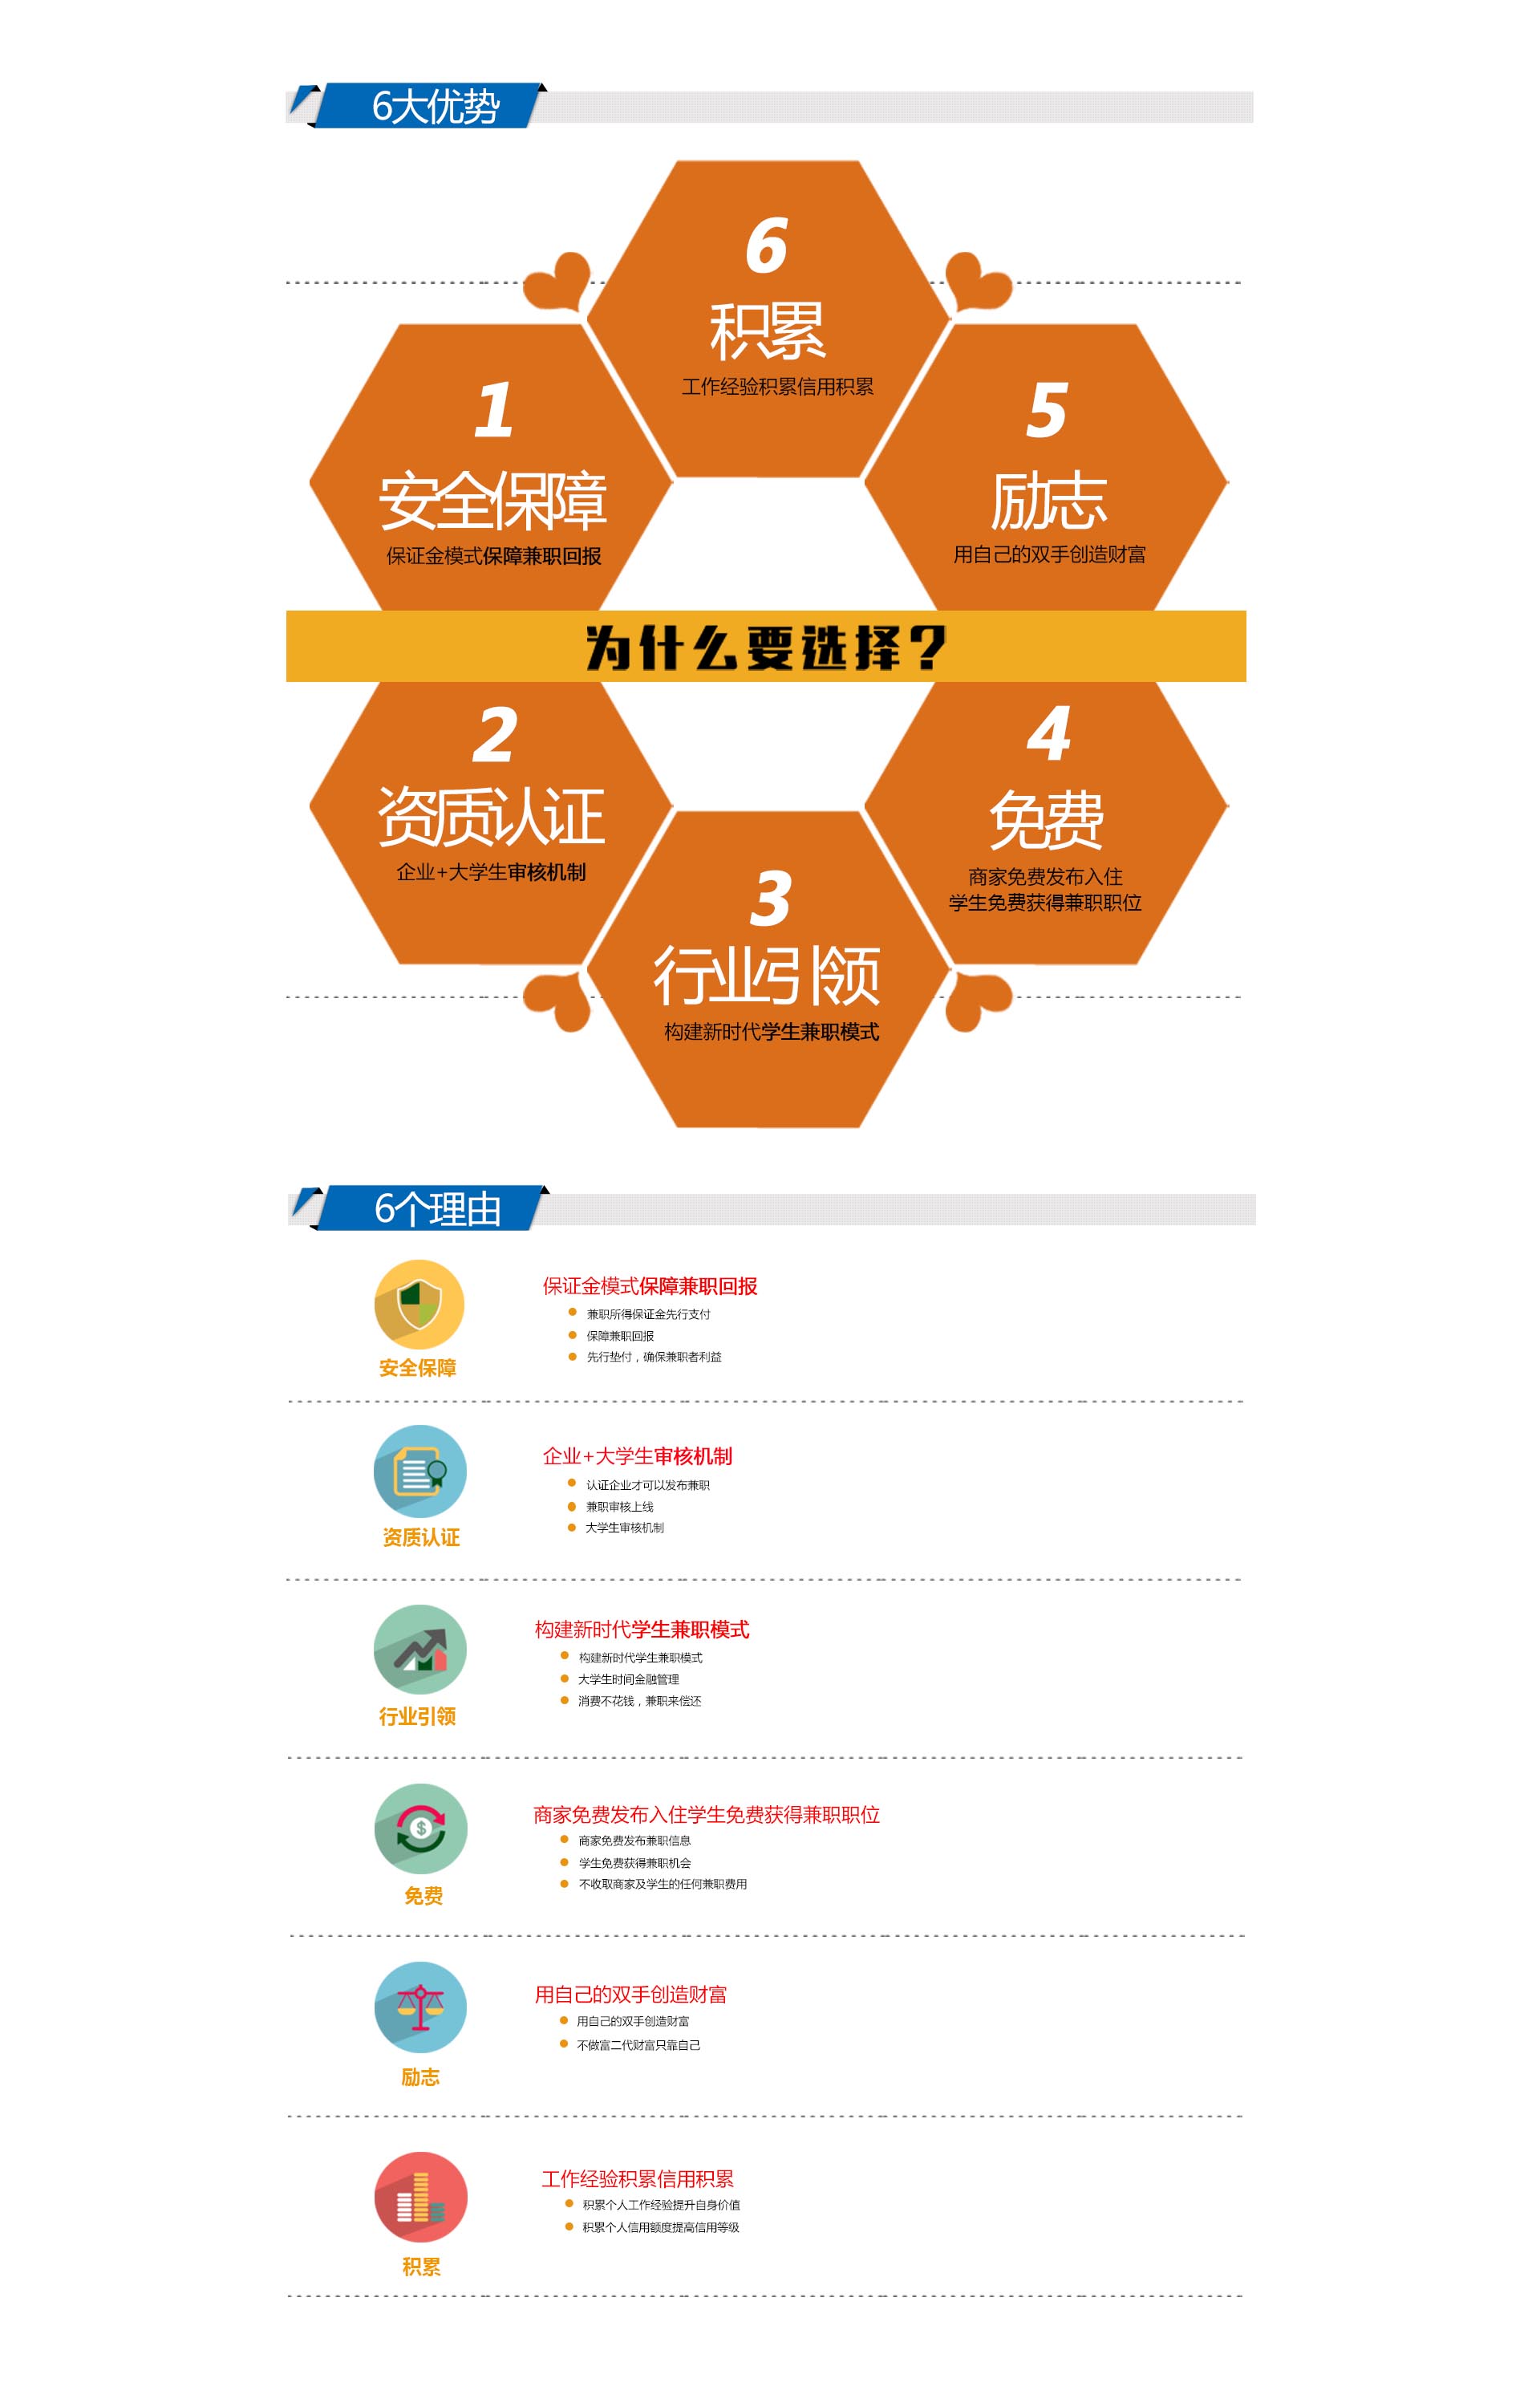 6大优势
6
积累
工作经验积累信用积累
1
安全保障
保证金模式保障兼职回报
5
励志
用自己的双手创造财富
为什么要选择?
2
资质认证
企业+大学生审核机制
4
免费
商家免费发布入住
学生免费获得兼职职位
3
行业引领
构建新时代学生兼职模式
6个理由
安全保障
保证金模式保障兼职回报
兼职所得保证金先行支付
保障兼职回报
先行垫付，确保兼职者利益
资质认证
企业+大学生审核机制
认证企业才可以发布兼职
兼职审核上线
大学生审核机制
行业引领
构建新时代学生兼职模式
构建新时代学生兼职模式
大学生时间金融管理
消费不花钱，兼职来偿还
免费
商家免费发布入住学生免费获得兼职职位
商家免费发布兼职信息
学生免费获得兼职机会
不收取商家及学生的任何兼职费用
励志
用自己的双手创造财富
用自己的双手创造财富
不做富二代财富只靠自己
积累
工作经验积累信用积累
积累个人工作经验提升自身价值
积累个人信用额度提高信用等级